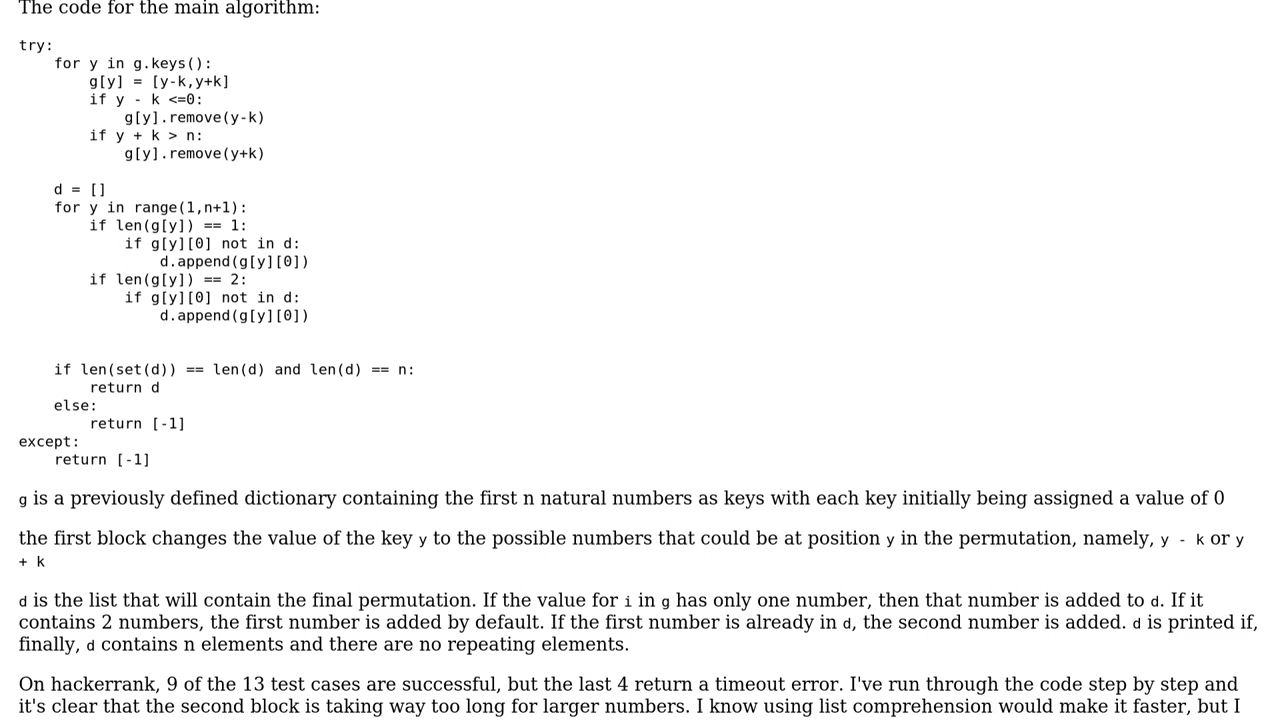 The code for the main algorithm:
try:
    for y in g.keys():
        g[y] = [y-k,y+k]
        if y - k <=0:
            g[y].remove(y-k)
        if y + k > n:
            g[y].remove(y+k)
    d = []
    for y in range(1,n+1):
        if len(g[y]) == 1:
            if g[y][0] not in d:
                d.append(g[y][0])
        if len(g[y]) == 2:
            if g[y][0] not in d:
                d.append(g[y][0])
    if len(set(d)) == len(d) and len(d) == n:
        return d
    else:
        return [-1]
except:
    return [-1]
g is a previously defined dictionary containing the first n natural numbers as keys with each key initially being assigned a value of 0
the first block changes the value of the key y to the possible numbers that could be at position y in the permutation, namely, y - k or y
+ k
d is the list that will contain the final permutation. If the value for i in g has only one number, then that number is added to d. If it
contains 2 numbers, the first number is added by default. If the first number is already in d, the second number is added. d is printed if,
finally, d contains n elements and there are no repeating elements.
On hackerrank, 9 of the 13 test cases are successful, but the last 4 return a timeout error. I've run through the code step by step and
it's clear that the second block is taking way too long for larger numbers. I know using list comprehension would make it faster, but I